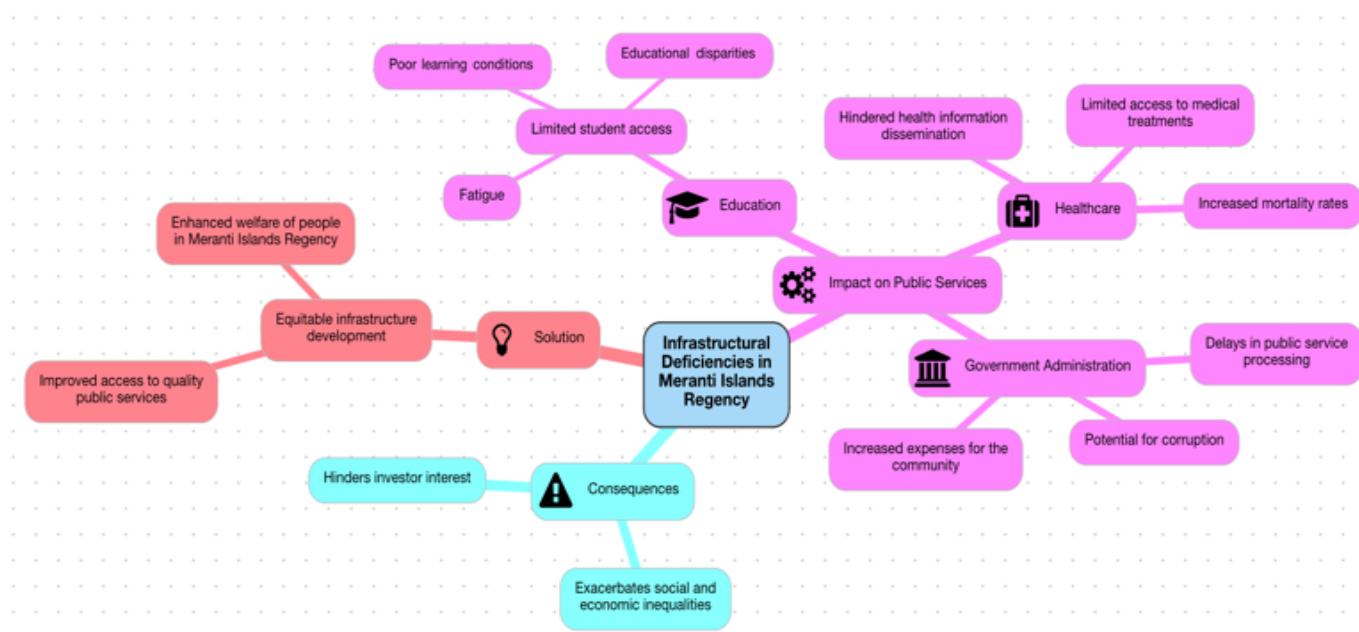 Poor learning conditions
Educational disparities
Limited student access
Fatigue
Education
Hindered health information
dissemination
Limited access to medical
treatments
Healthcare
Increased mortality rates
Impact on Public Services
Enhanced welfare of people
in Meranti Islands Regency
Equitable infrastructure
development
Solution
Improved access to quality
public services
Infrastructural
Deficiencies in
Meranti Islands
Regency
Government Administration
Delays in public service
processing
Increased expenses for the
community
Potential for corruption
Hinders investor interest
Consequences
Exacerbates social and
economic inequalities